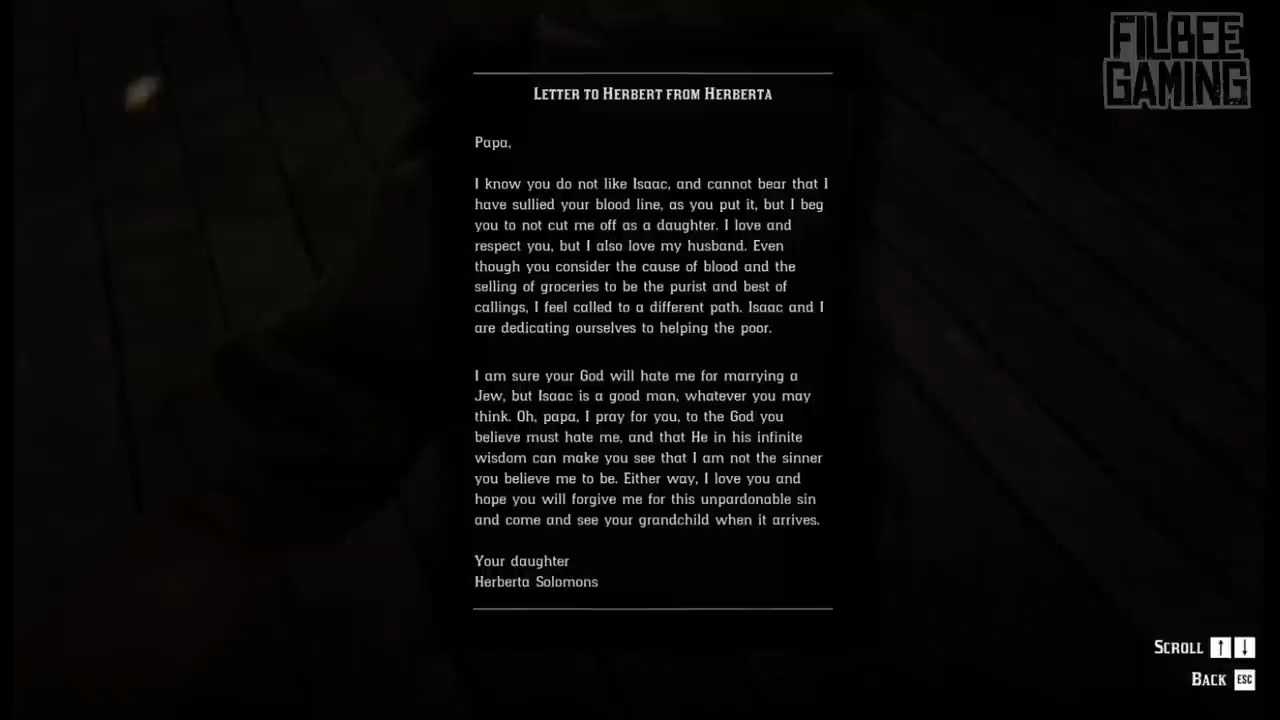 FILBEE
GAMING
LETTER TO HERBERT FROM HERBERTA
Papa,
I know you do not like Isaac, and cannot bear that I
have sullied your blood line, as you put it, but I beg
you to not cut me off as a daughter. I love and
respect you, but I also love my husband. Even
though you consider the cause of blood and the
selling of groceries to be the purist and best of
callings, I feel called to a different path. Isaac and I
are dedicating ourselves to helping the poor.
I am sure your God will hate me for marrying a
Jew, but Isaac is a good man, whatever you may
think. Oh, papa, I pray for you, to the God you
believe must hate me, and that He in his infinite
wisdom can make you see that I am not the sinner
you believe me to be. Either way, I love you and
hope you will forgive me for this unpardonable sin
and come and see your grandchild when it arrives.
Your daughter
Herberta Solomons
SCROLL ↑ ↓
BACK ESC